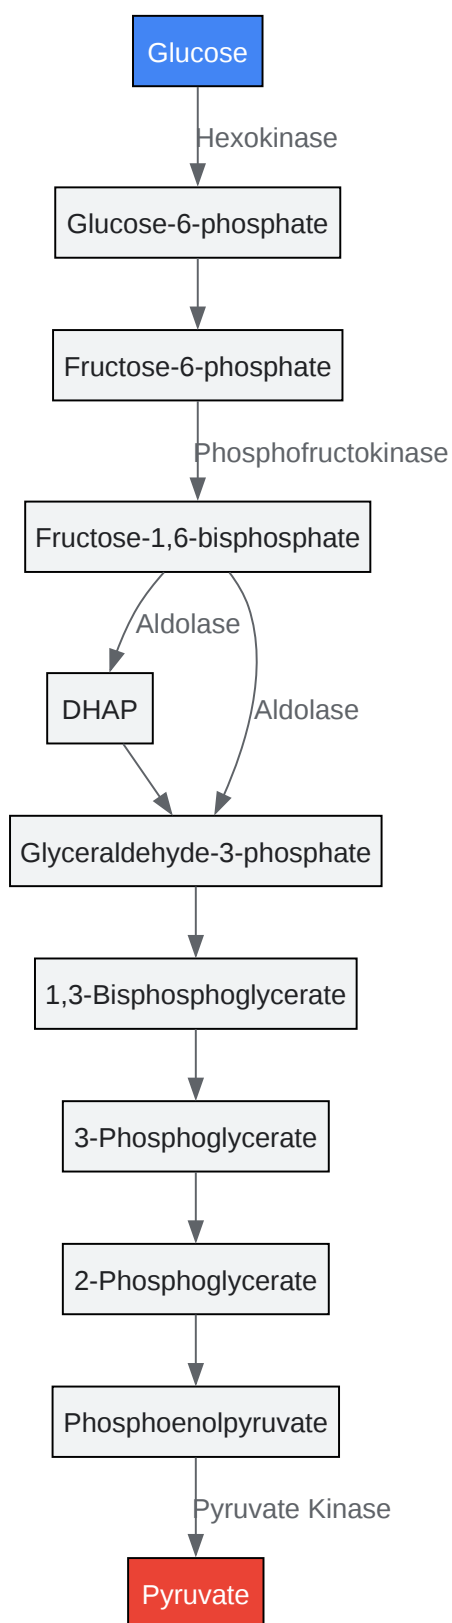 Glucose
Hexokinase
Glucose-6-phosphate
Fructose-6-phosphate
Phosphofructokinase
Fructose-1,6-bisphosphate
Aldolase
DHAP
Aldolase
Glyceraldehyde-3-phosphate
1,3-Bisphosphoglycerate
3-Phosphoglycerate
2-Phosphoglycerate
Phosphoenolpyruvate
Pyruvate Kinase
Pyruvate